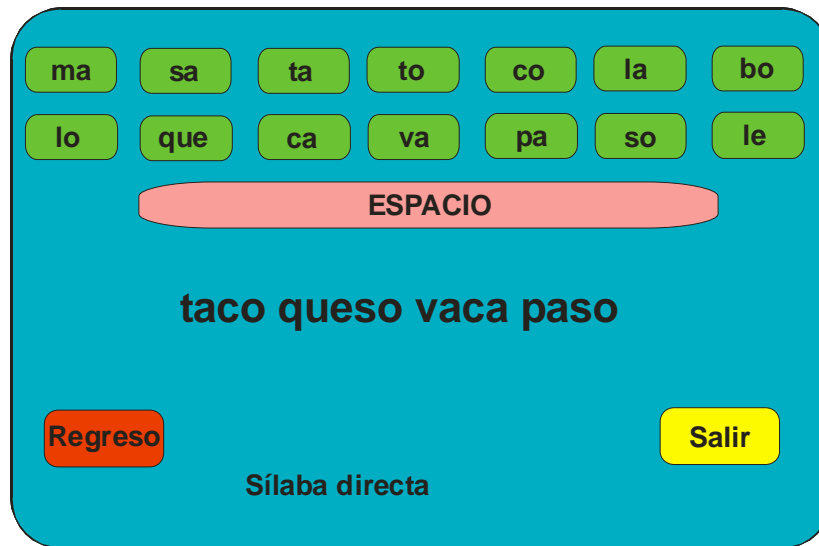 ma sa ta to co la bo
lo que ca va pa so le
ESPACIO
taco queso vaca paso
Regreso Salir
Sílaba directa